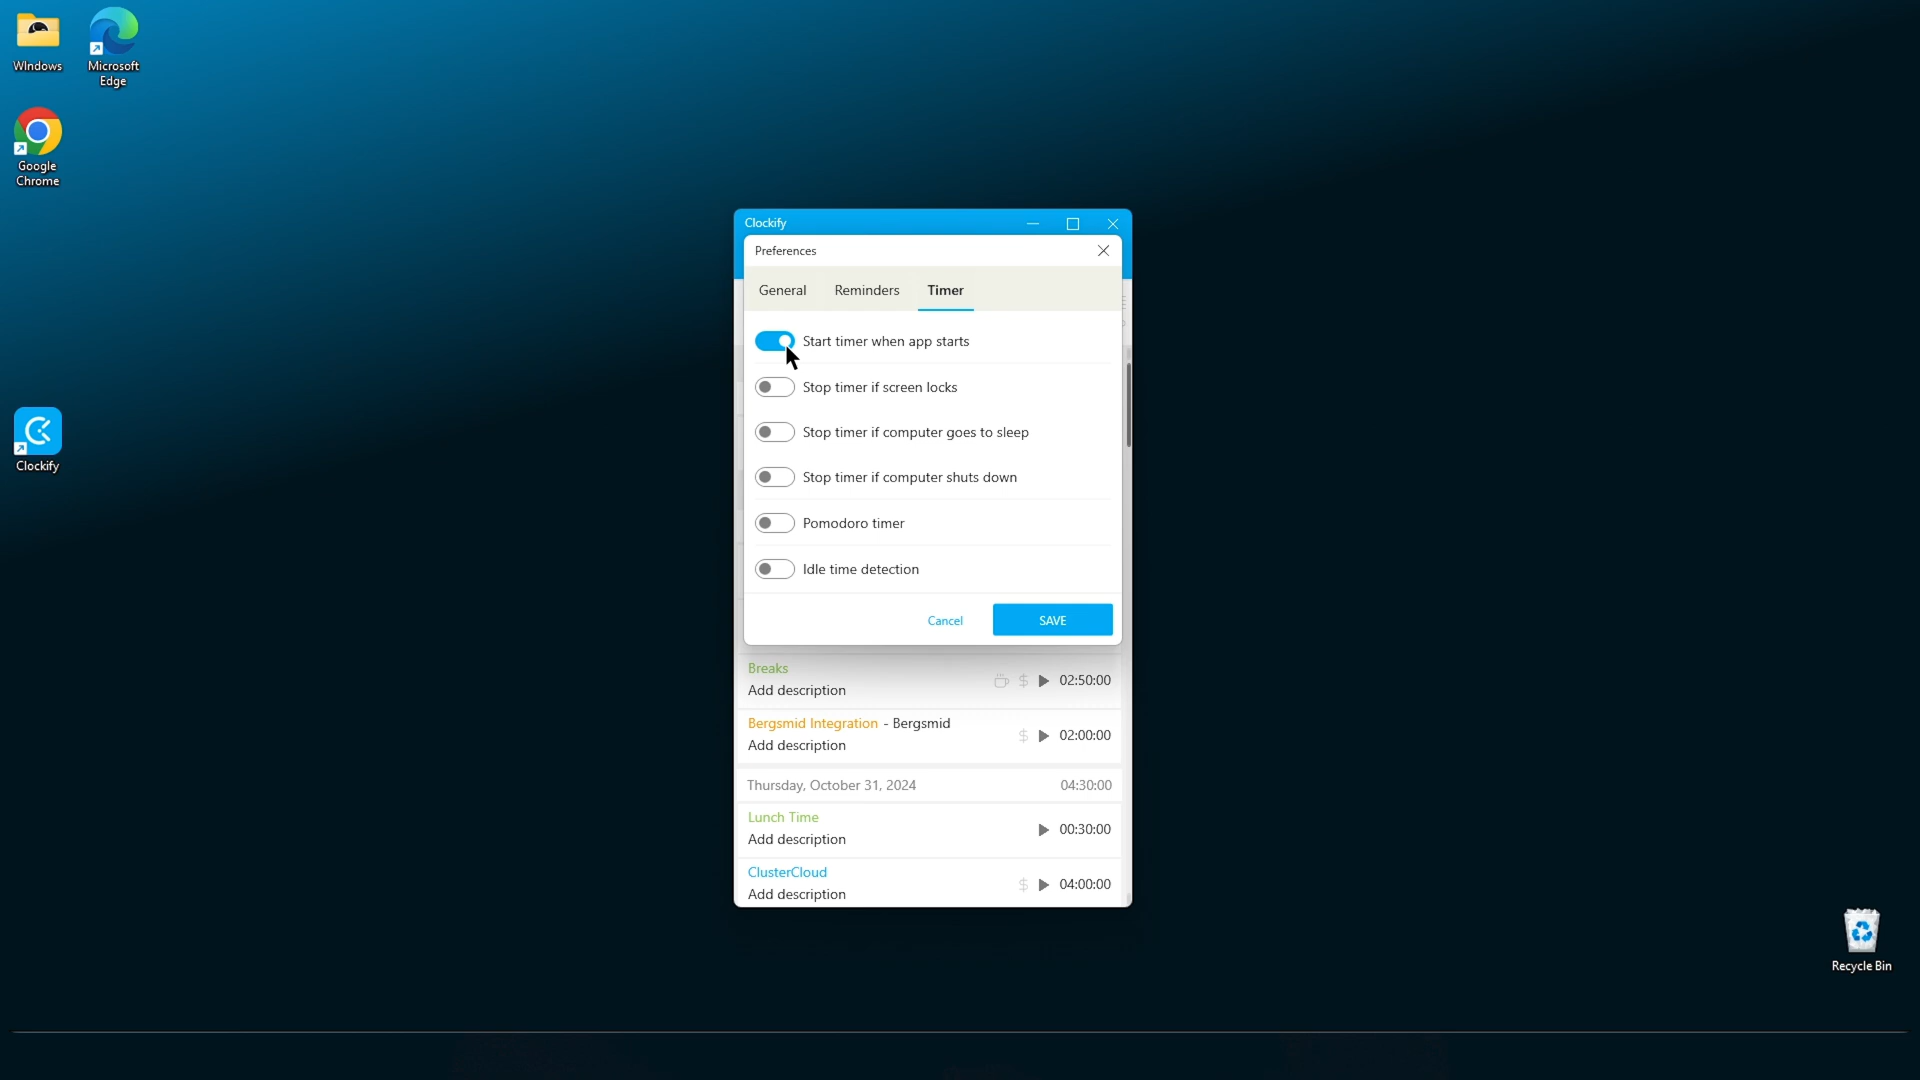 WIndows
Microsoft
Edge
Google
Chrome
Clockify
Clockify
Preferences
General
Reminders
Timer
Start timer when app starts
Stop timer if screen locks
Stop timer if computer goes to sleep
Stop timer if computer shuts down
Pomodoro timer
Idle time detection
Cancel
SAVE
Breaks
Add description
$ 02:50:00
Bergsmid Integration - Bergsmid
Add description
$ 02:00:00
Thursday, October 31, 2024
04:30:00
Lunch Time
Add description
00:30:00
ClusterCloud
Add description
$ 04:00:00
Recycle Bin